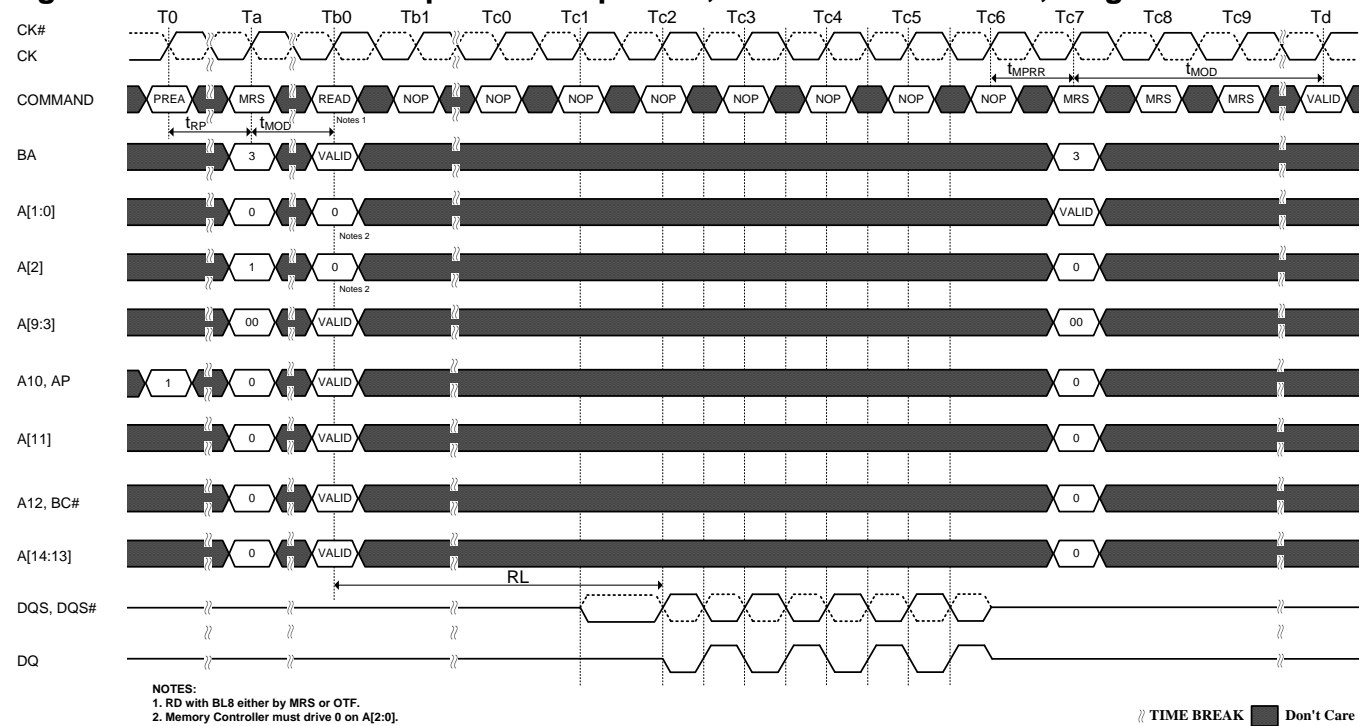 T0 Ta Tb0 Tb1 Tc0 Tc1 Tc2 Tc3 Tc4 Tc5 Tc6 Tc7 Tc8 Tc9 Td
CK#
CK
tMPRR tMOD
COMMAND PREA MRS READ NOP NOP NOP NOP NOP NOP NOP NOP MRS MRS MRS VALID
tRP tMOD Notes 1
BA 3 VALID 3
A[1:0] 0 0 VALID
Notes 2
A[2] 1 0 0
Notes 2
A[9:3] 00 VALID 00
A10, AP 1 0 VALID 0
A[11] 0 VALID 0
A12, BC# 0 VALID 0
A[14:13] 0 VALID 0
RL
DQS, DQS#
DQ
NOTES:
1. RD with BL8 either by MRS or OTF.
2. Memory Controller must drive 0 on A[2:0].
TIME BREAK Don't Care